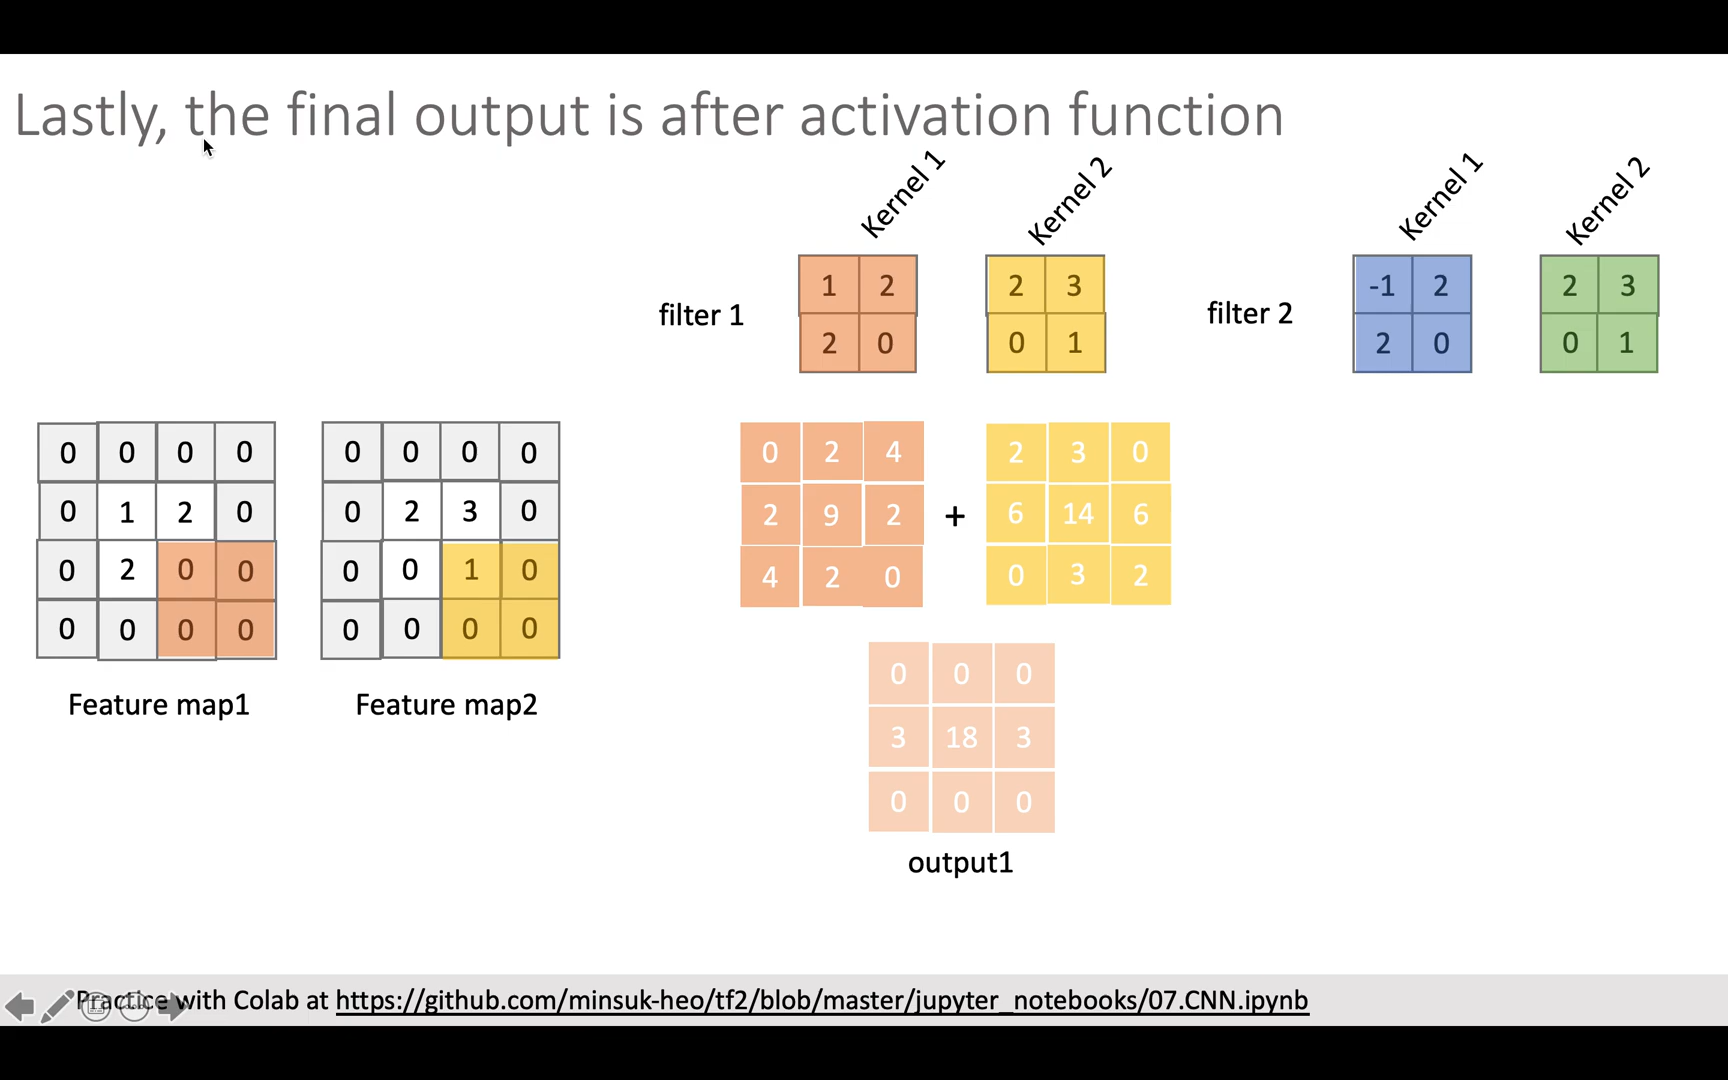 Lastly, the final output is after activation function
Kernel 1
Kernel 2
Kernel 1
Kernel 2
filter 1
1 2
2 0
2 3
0 1
filter 2
-1 2
2 0
2 3
0 1
0 0 0 0
0 1 2 0
0 2 0 0
0 0 0 0
Feature map1
0 0 0 0
0 2 3 0
0 0 1 0
0 0 0 0
Feature map2
0 2 4
2 9 2
4 2 0
+
2 3 0
6 14 6
0 3 2
0 0 0
3 18 3
0 0 0
output1
Practice with Colab at https://github.com/minsuk-heo/tf2/blob/master/jupyter_notebooks/07.CNN.ipynb